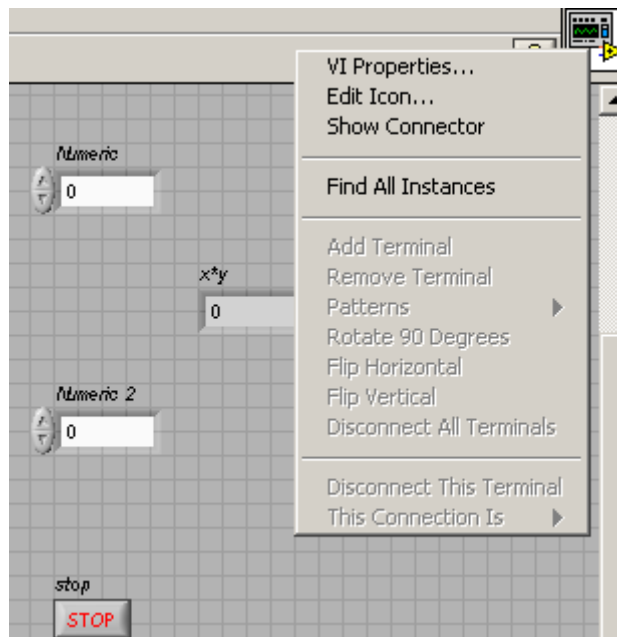 VI Properties...
Edit Icon...
Show Connector
Find All Instances
Add Terminal
Remove Terminal
Patterns
Rotate 90 Degrees
Flip Horizontal
Flip Vertical
Disconnect All Terminals
Disconnect This Terminal
This Connection Is
Numeric
0
x*y
0
Numeric 2
0
stop
STOP